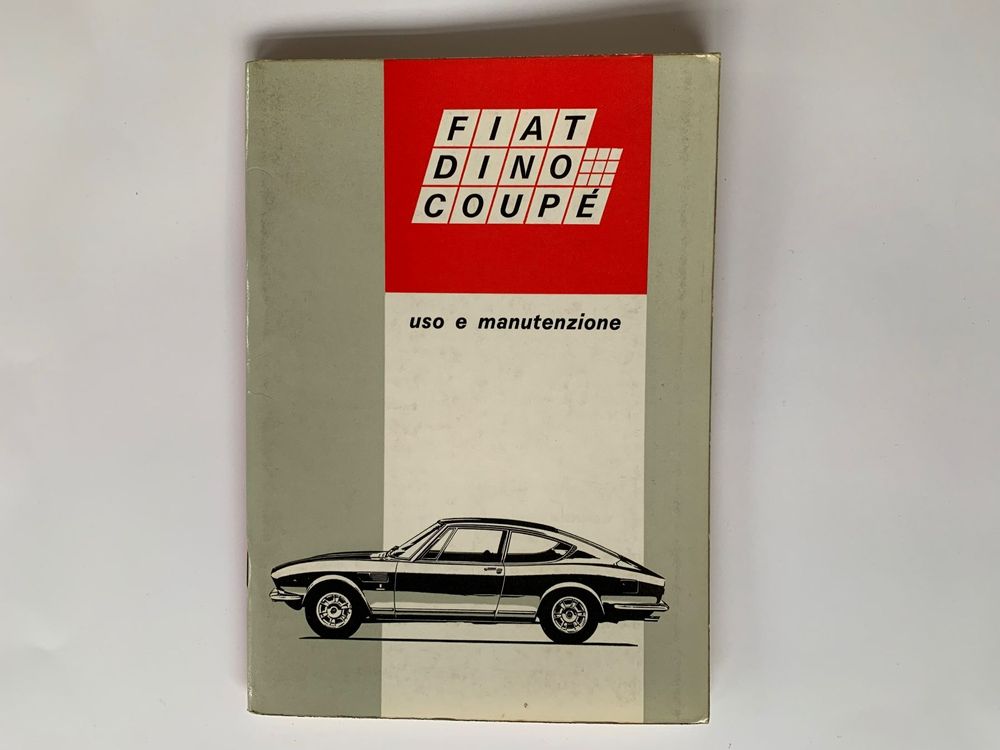 FIAT
DINO
COUPÉ
uso e manutenzione